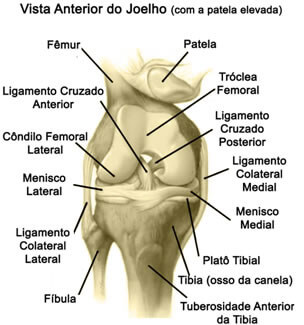 Vista Anterior do Joelho (com a patela elevada)
Fêmur
Patela
Ligamento Cruzado
Anterior
Tróclea
Femoral
Ligamento
Cruzado
Posterior
Côndilo Femoral
Lateral
Ligamento
Colateral
Medial
Menisco
Lateral
Menisco
Medial
Ligamento
Colateral
Lateral
Platô Tibial
Tíbia (osso da canela)
Fíbula
Tuberosidade Anterior
da Tíbia